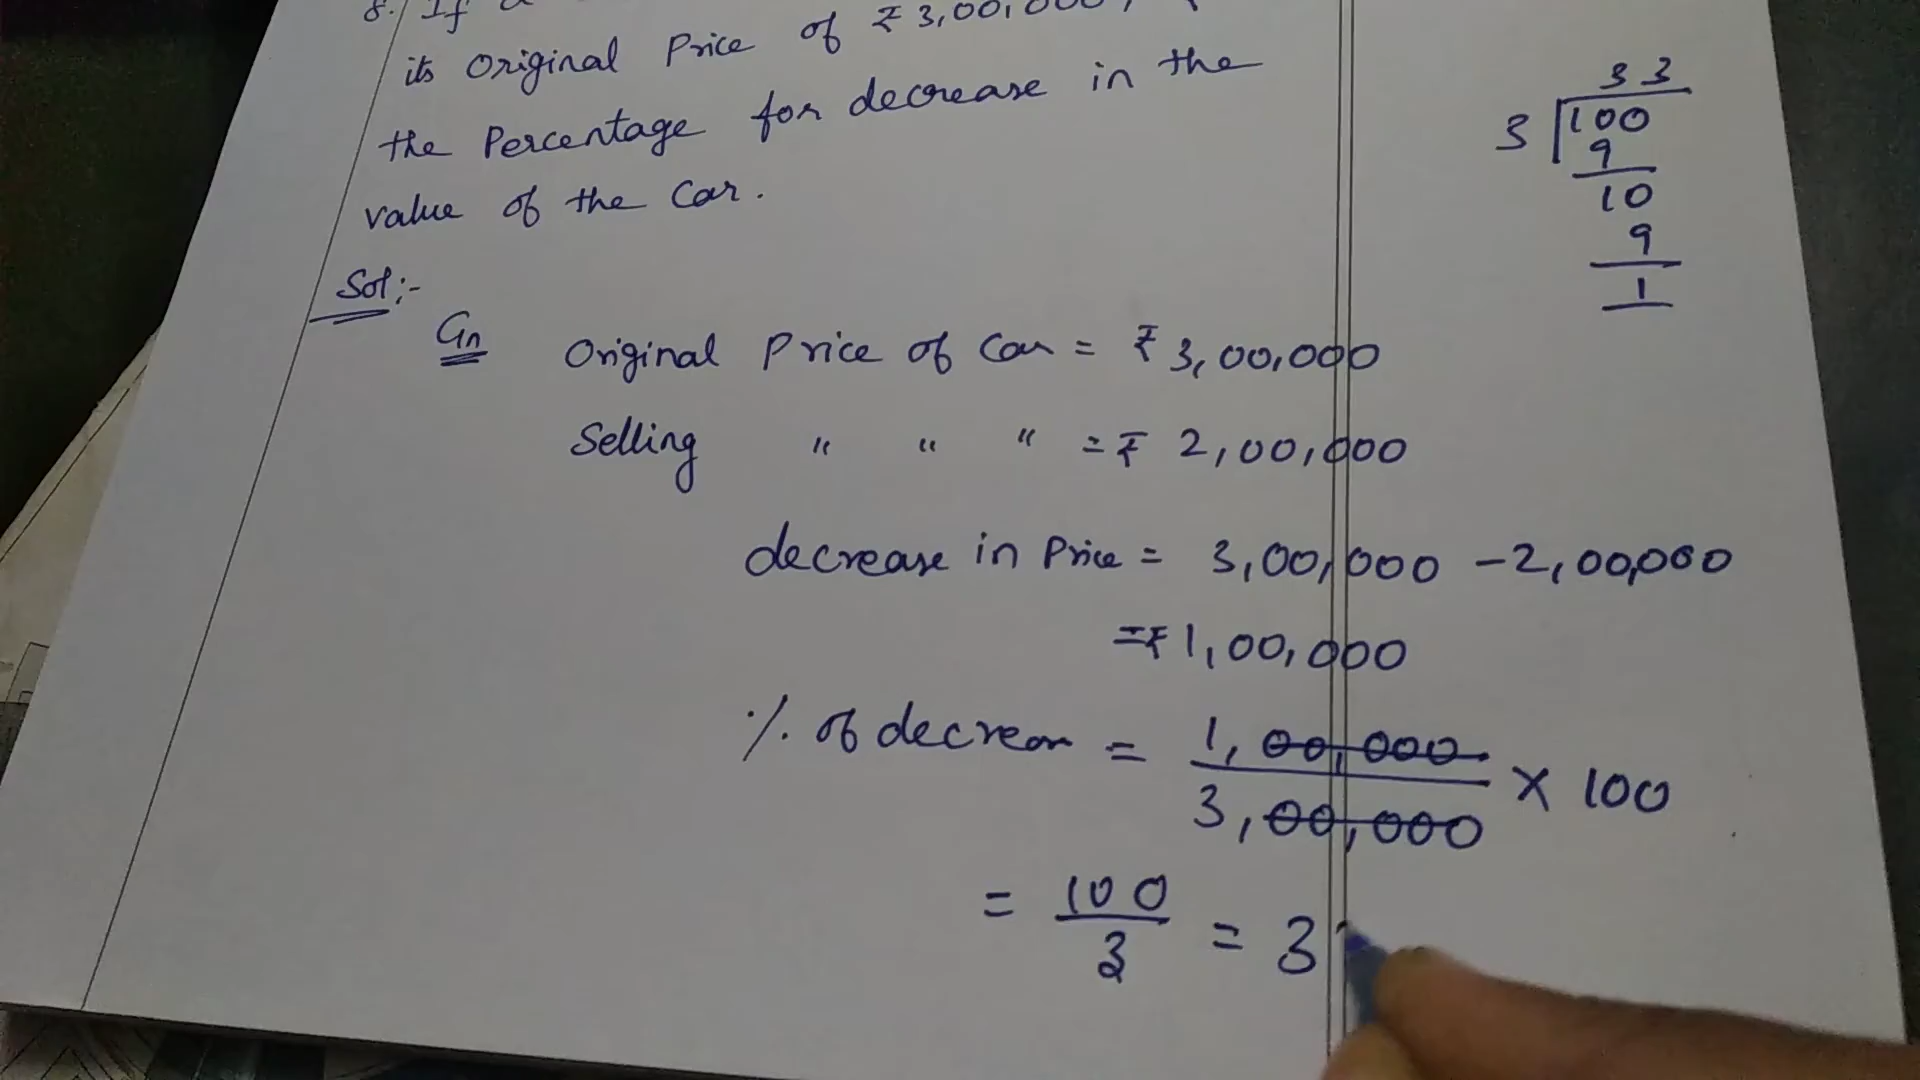 8. If a
its Original Price of ₹ 3,00,000,
the Percentage for decrease in the
value of the Car.
Sol:-
Gn Original Price of Car = ₹ 3,00,000
Selling " " " = ₹ 2,00,000
decrease in Price = 3,00,000 - 2,00,000
= ₹ 1,00,000
% of decrease = 1,00,000 / 3,00,000 × 100
= 100 / 3 = 3
33
3 100
9
10
9
1